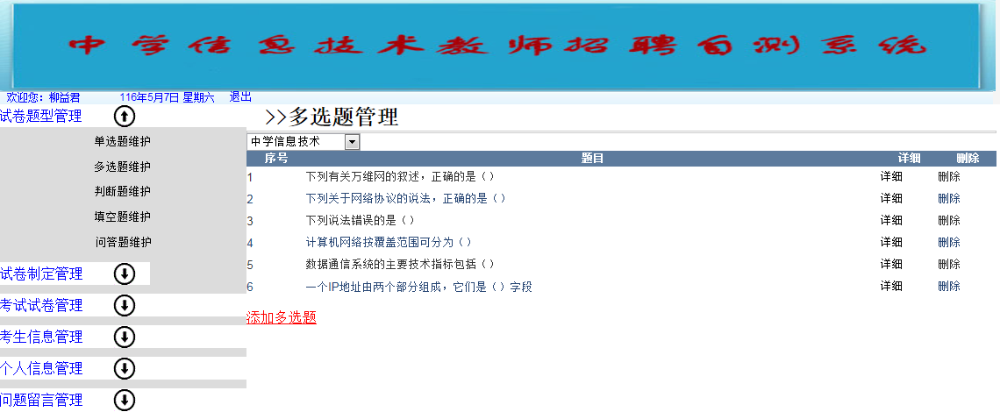 中学信息技术教师招聘自测系统
欢迎您：柳益君 116年5月7日 星期六 退出
试卷题型管理
单选题维护
多选题维护
判断题维护
填空题维护
问答题维护
试卷制定管理
考试试卷管理
考生信息管理
个人信息管理
问题留言管理
>>多选题管理
中学信息技术
序号 题目 详细 删除
1 下列有关万维网的叙述，正确的是（） 详细 删除
2 下列关于网络协议的说法，正确的是（） 详细 删除
3 下列说法错误的是（） 详细 删除
4 计算机网络按覆盖范围可分为（） 详细 删除
5 数据通信系统的主要技术指标包括（） 详细 删除
6 一个IP地址由两个部分组成，它们是（）字段 详细 删除
添加多选题